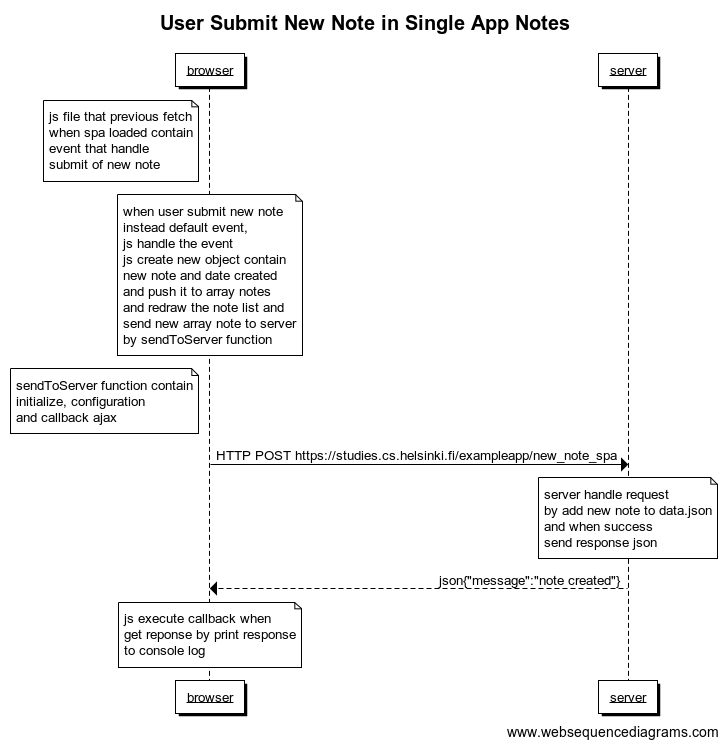 User Submit New Note in Single App Notes
browser
server
js file that previous fetch
when spa loaded contain
event that handle
submit of new note
when user submit new note
instead default event,
js handle the event
js create new object contain
new note and date created
and push it to array notes
and redraw the note list and
send new array note to server
by sendToServer function
sendToServer function contain
initialize, configuration
and callback ajax
HTTP POST https://studies.cs.helsinki.fi/exampleapp/new_note_spa
server handle request
by add new note to data.json
and when success
send response json
json{"message":"note created"}
js execute callback when
get reponse by print response
to console log
browser
server
www.websequencediagrams.com